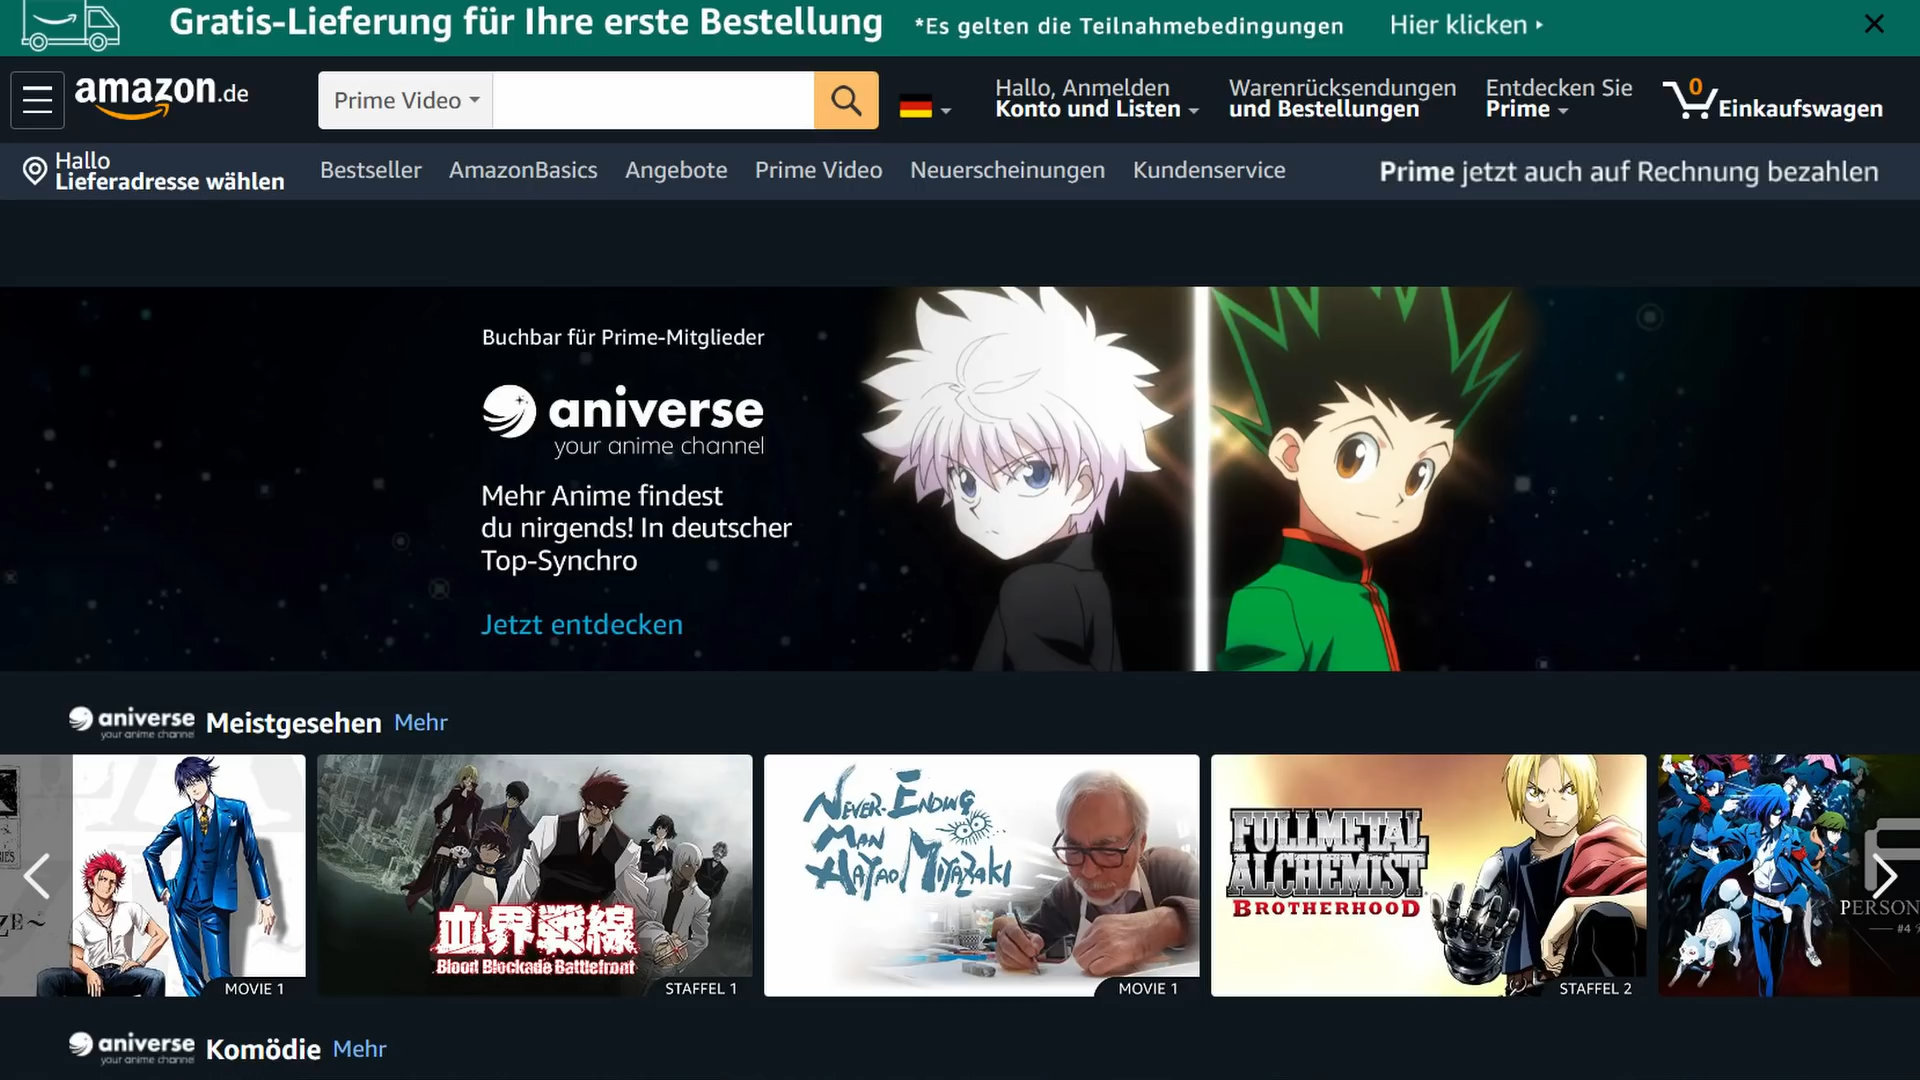 Gratis-Lieferung für Ihre erste Bestellung *Es gelten die Teilnahmebedingungen Hier klicken
amazon.de
Prime Video
Hallo, Anmelden
Konto und Listen
Warenrücksendungen
und Bestellungen
Entdecken Sie
Prime
0
Einkaufswagen
Hallo
Lieferadresse wählen
Bestseller AmazonBasics Angebote Prime Video Neuerscheinungen Kundenservice
Prime jetzt auch auf Rechnung bezahlen
Buchbar für Prime-Mitglieder
aniverse
your anime channel
Mehr Anime findest
du nirgends! In deutscher
Top-Synchro
Jetzt entdecken
aniverse
your anime channel
Meistgesehen Mehr
MOVIE 1
血界戦線
Blood Blockade Battlefront
STAFFEL 1
NEVER-ENDING
MAN
HAYAO MIYAZAKI
MOVIE 1
FULLMETAL
ALCHEMIST
BROTHERHOOD
STAFFEL 2
PERSON
#4
aniverse
your anime channel
Komödie Mehr